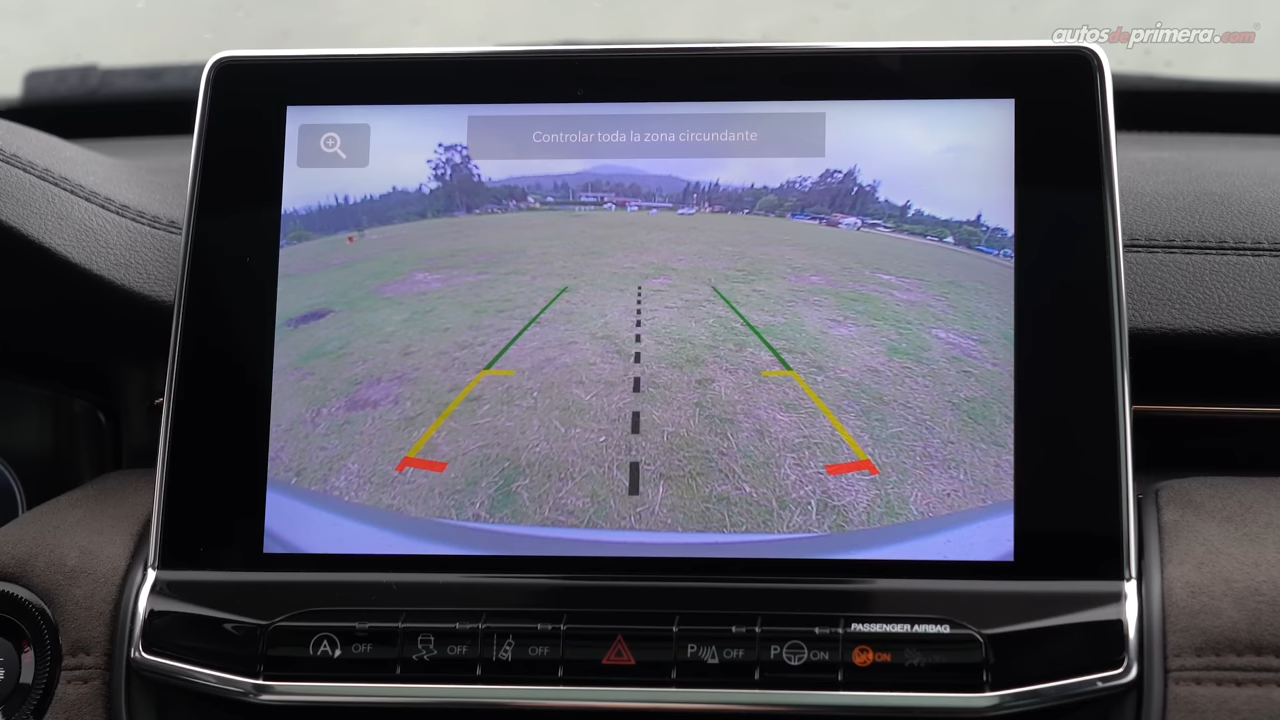 autosdeprimera.com
Controlar toda la zona circundante
PASSENGER AIRBAG
A OFF
OFF
OFF
P OFF
P ON
ON